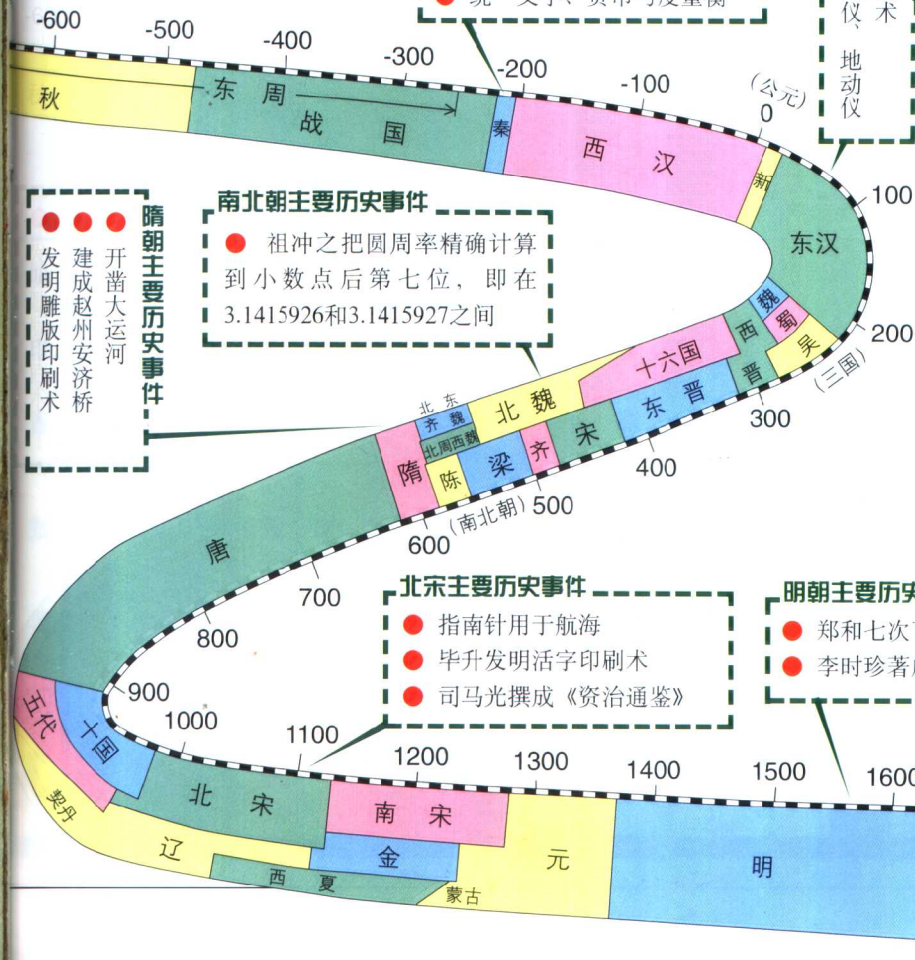 -600
-500
-400
-300
-200
-100
(公元)
0
100
200
(三国)
300
400
500
(南北朝)
600
700
800
900
1000
1100
1200
1300
1400
1500
1600
秋
东周
战国
秦
西汉
新
东汉
魏
蜀
吴
西晋
十六国
东晋
北魏
宋
齐
梁
陈
东魏
北齐
北周西魏
隋
唐
五代
十国
契丹
辽
北宋
西夏
南宋
金
蒙古
元
明
术
仪、地动仪
隋朝主要历史事件
开凿大运河
建成赵州安济桥
发明雕版印刷术
南北朝主要历史事件
祖冲之把圆周率精确计算
到小数点后第七位,即在
3.1415926和3.1415927之间
北宋主要历史事件
指南针用于航海
毕升发明活字印刷术
司马光撰成《资治通鉴》
明朝主要历史
郑和七次
李时珍著